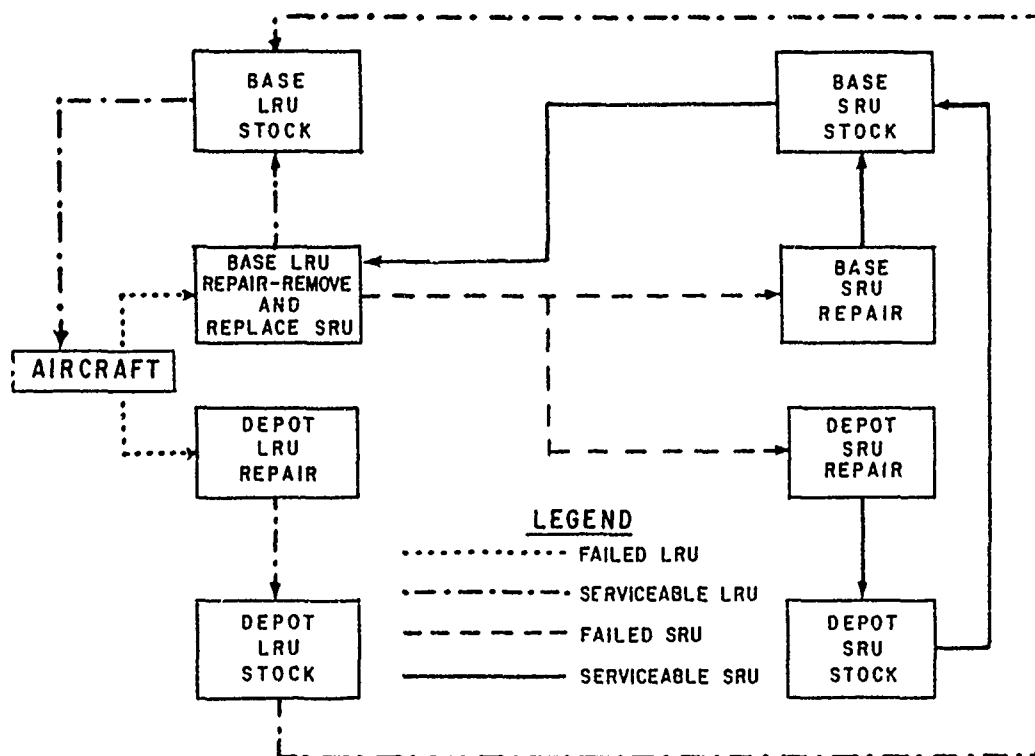 BASE
LRU
STOCK
BASE
SRU
STOCK
BASE LRU
REPAIR-REMOVE
AND
REPLACE SRU
BASE
SRU
REPAIR
AIRCRAFT
DEPOT
LRU
REPAIR
DEPOT
SRU
REPAIR
LEGEND
FAILED LRU
SERVICEABLE LRU
FAILED SRU
SERVICEABLE SRU
DEPOT
LRU
STOCK
DEPOT
SRU
STOCK